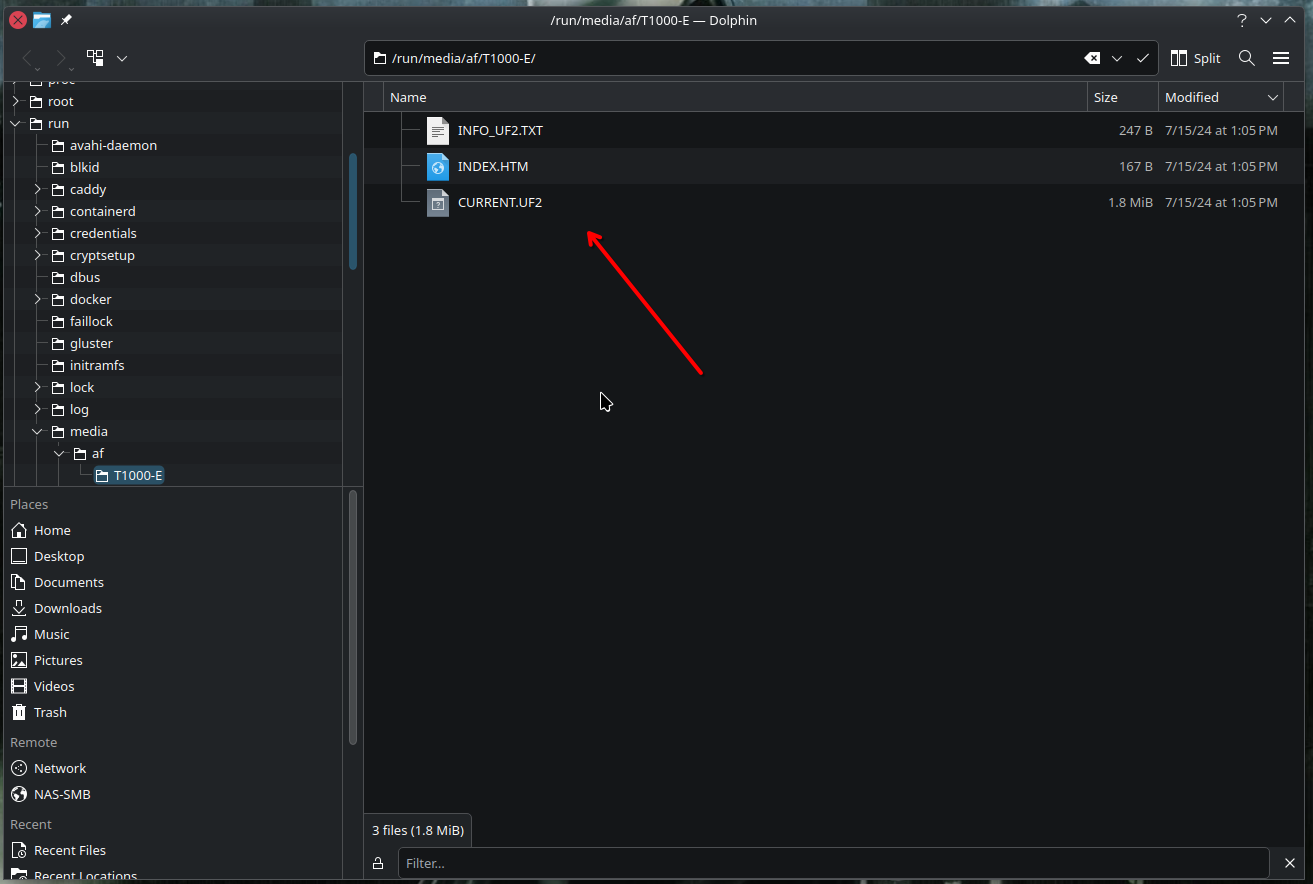 /run/media/af/T1000-E — Dolphin
/run/media/af/T1000-E/
Split
proc
root
run
avahi-daemon
blkid
caddy
containerd
credentials
cryptsetup
dbus
docker
faillock
gluster
initramfs
lock
log
media
af
T1000-E
Name Size Modified
INFO_UF2.TXT 247 B 7/15/24 at 1:05 PM
INDEX.HTM 167 B 7/15/24 at 1:05 PM
CURRENT.UF2 1.8 MiB 7/15/24 at 1:05 PM
Places
Home
Desktop
Documents
Downloads
Music
Pictures
Videos
Trash
Remote
Network
NAS-SMB
Recent
Recent Files
Recent Locations
3 files (1.8 MiB)
Filter...